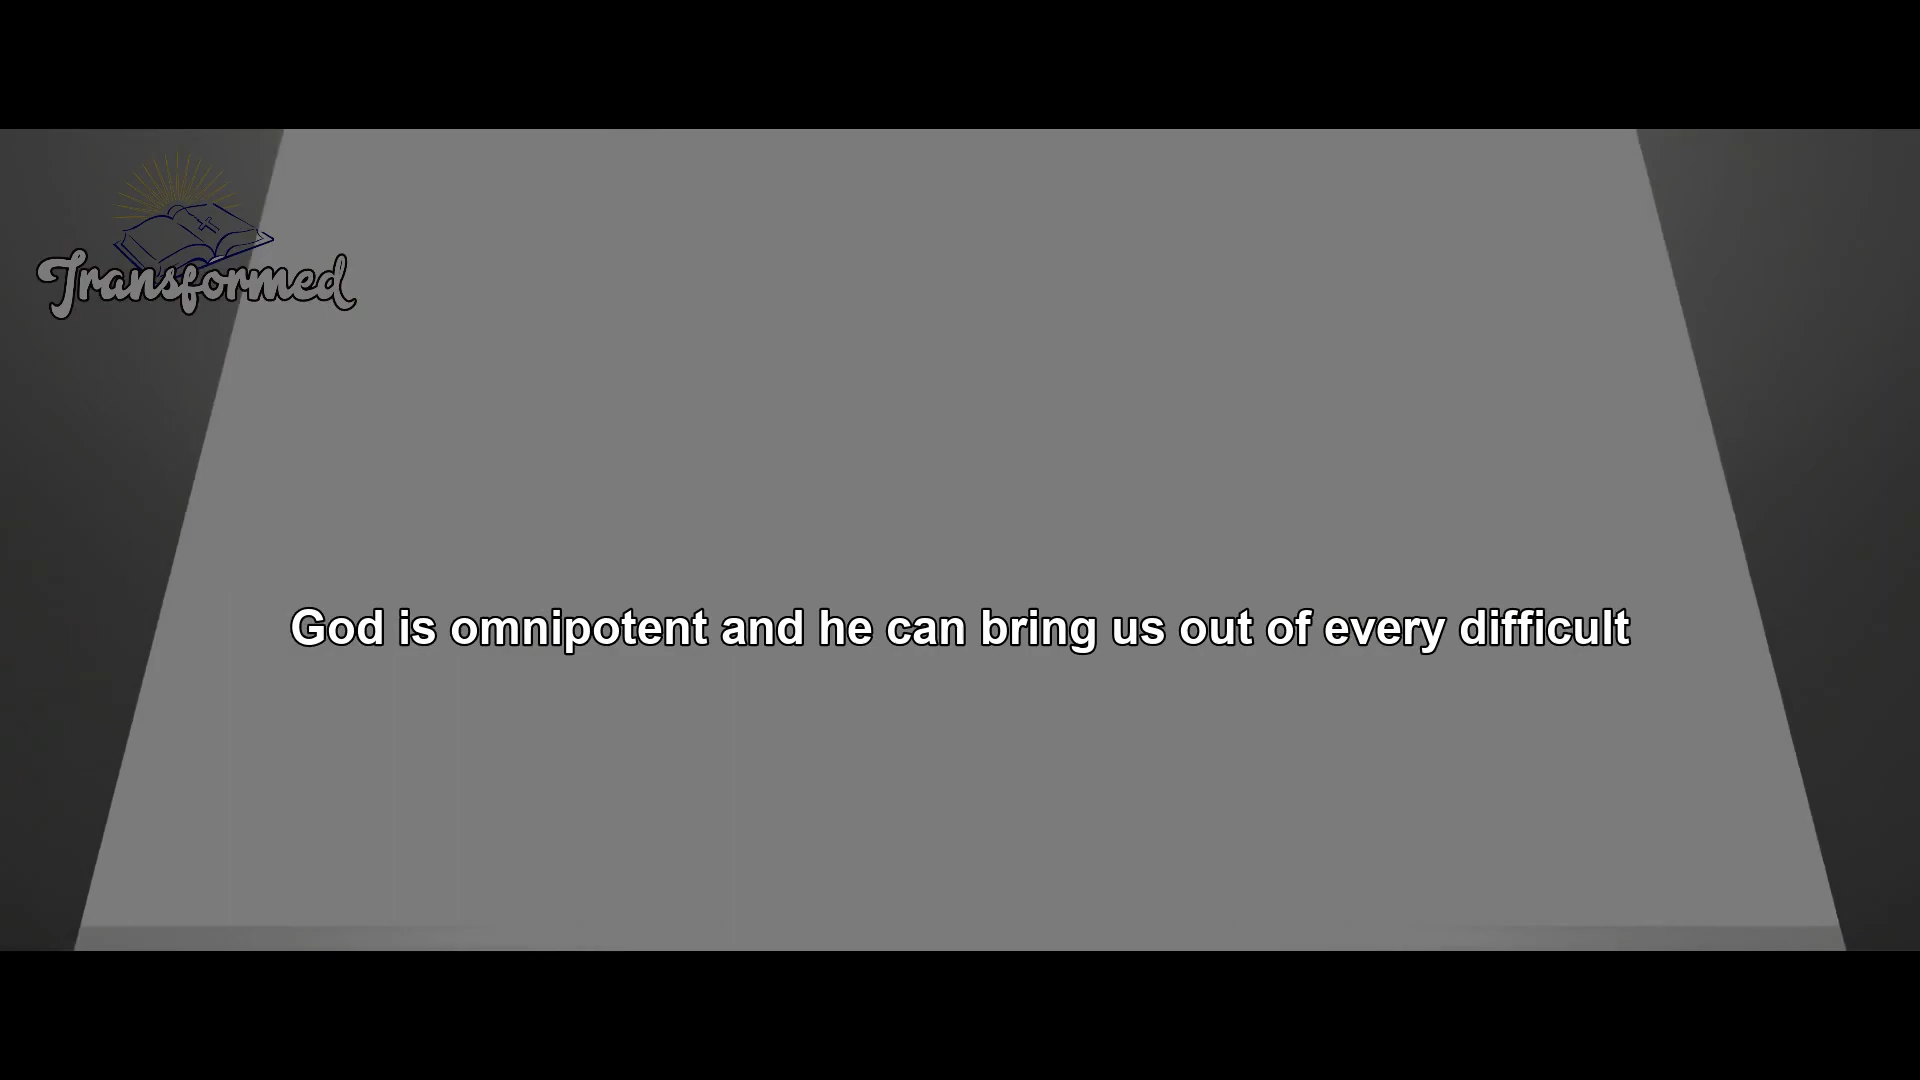 Transformed
God is omnipotent and he can bring us out of every difficult